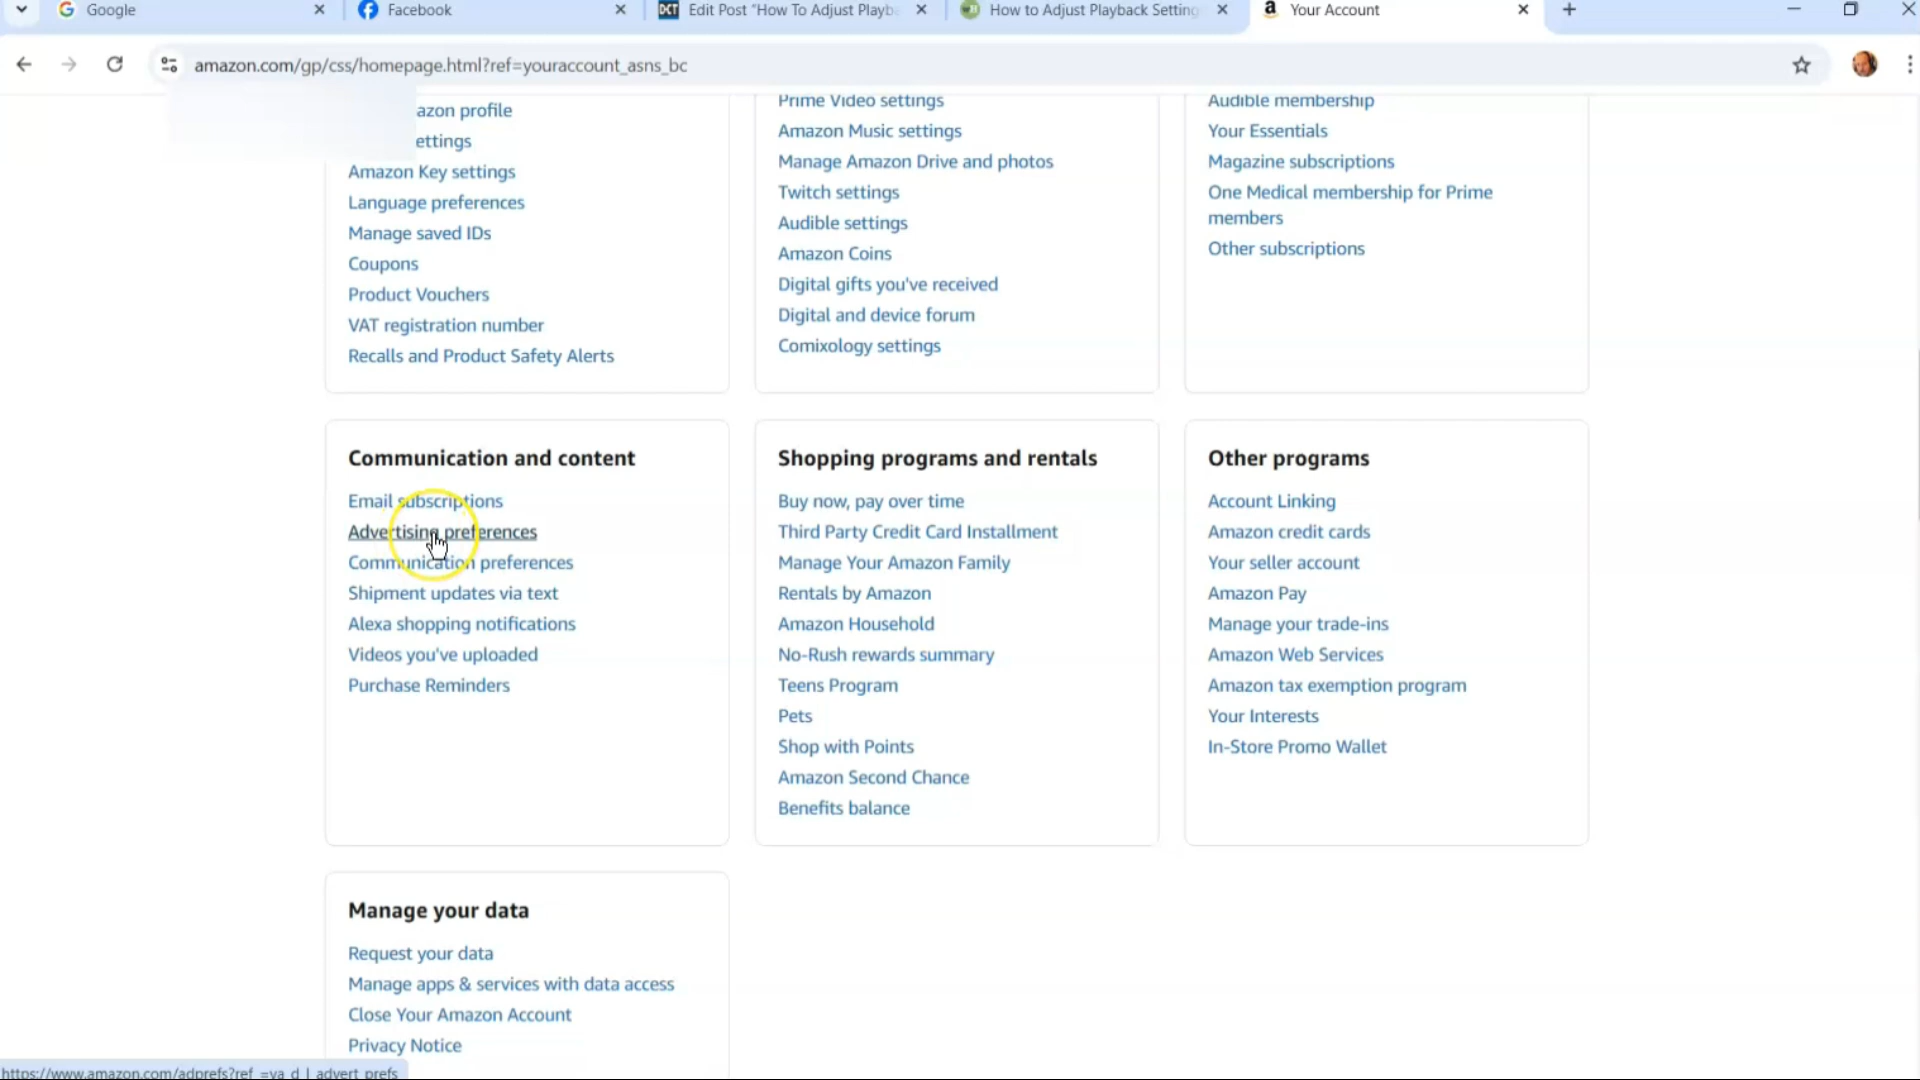 Google
Facebook
DCT Edit Post "How To Adjust Playb
How to Adjust Playback Setting
a Your Account
amazon.com/gp/css/homepage.html?ref=youraccount_asns_bc
azon profile
ettings
Amazon Key settings
Language preferences
Manage saved IDs
Coupons
Product Vouchers
VAT registration number
Recalls and Product Safety Alerts
Prime Video settings
Amazon Music settings
Manage Amazon Drive and photos
Twitch settings
Audible settings
Amazon Coins
Digital gifts you've received
Digital and device forum
Comixology settings
Audible membership
Your Essentials
Magazine subscriptions
One Medical membership for Prime
members
Other subscriptions
Communication and content
Email subscriptions
Advertising preferences
Communication preferences
Shipment updates via text
Alexa shopping notifications
Videos you've uploaded
Purchase Reminders
Shopping programs and rentals
Buy now, pay over time
Third Party Credit Card Installment
Manage Your Amazon Family
Rentals by Amazon
Amazon Household
No-Rush rewards summary
Teens Program
Pets
Shop with Points
Amazon Second Chance
Benefits balance
Other programs
Account Linking
Amazon credit cards
Your seller account
Amazon Pay
Manage your trade-ins
Amazon Web Services
Amazon tax exemption program
Your Interests
In-Store Promo Wallet
Manage your data
Request your data
Manage apps & services with data access
Close Your Amazon Account
Privacy Notice
https://www.amazon.com/adprefs?ref_=ya_d_l_advert_prefs